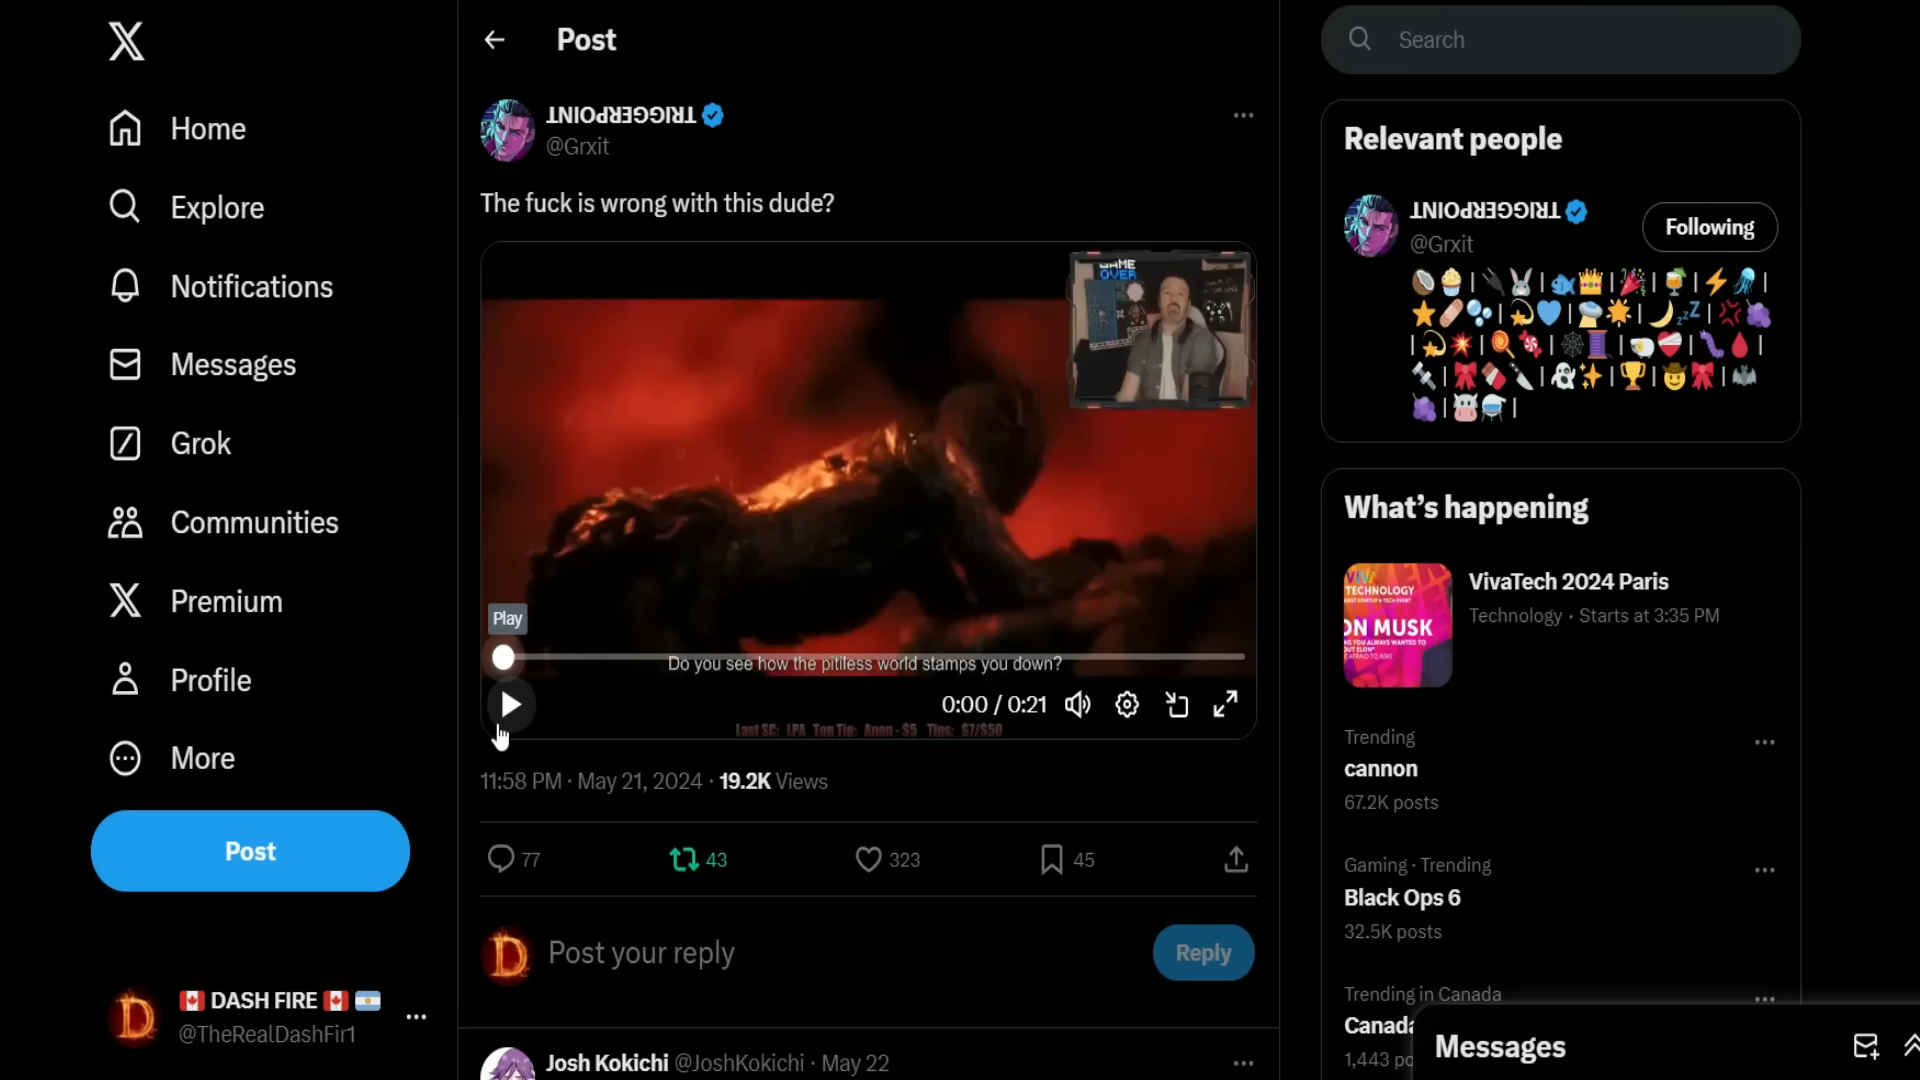 Home
Explore
Notifications
Messages
Grok
Communities
Premium
Profile
More
Post
DASH FIRE
@TheRealDashFir1
Post
TRIGGERPOINT
@Grxit
The fuck is wrong with this dude?
GAME
OVER
Play
Do you see how the pitiless world stamps you down?
0:00 / 0:21
Last SC: LPA Top Tip: Anon - $5 Tips: $7/$50
11:58 PM · May 21, 2024 · 19.2K Views
77
43
323
45
D
Post your reply
Reply
Josh Kokichi @JoshKokichi · May 22
Search
Relevant people
TRIGGERPOINT
@Grxit
Following
What's happening
VivaTech 2024 Paris
Technology · Starts at 3:35 PM
TECHNOLOGY
ON MUSK
Trending
cannon
67.2K posts
Gaming · Trending
Black Ops 6
32.5K posts
Trending in Canada
Canada
1,443 po
Messages